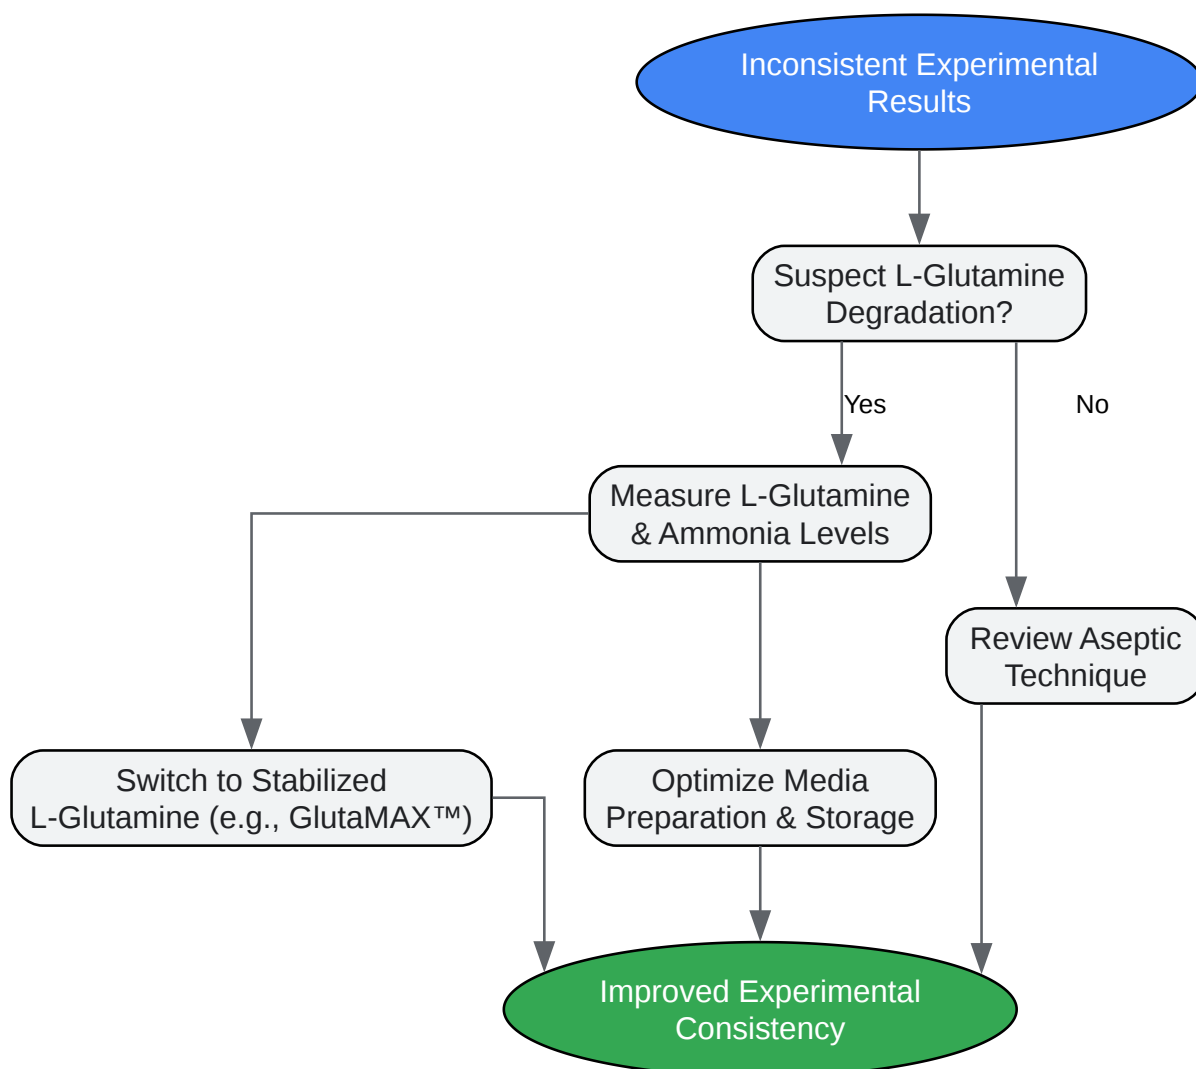 Inconsistent Experimental
Results
Suspect L-Glutamine
Degradation?
Yes
No
Measure L-Glutamine
& Ammonia Levels
Review Aseptic
Technique
Switch to Stabilized
L-Glutamine (e.g., GlutaMAX™)
Optimize Media
Preparation & Storage
Improved Experimental
Consistency